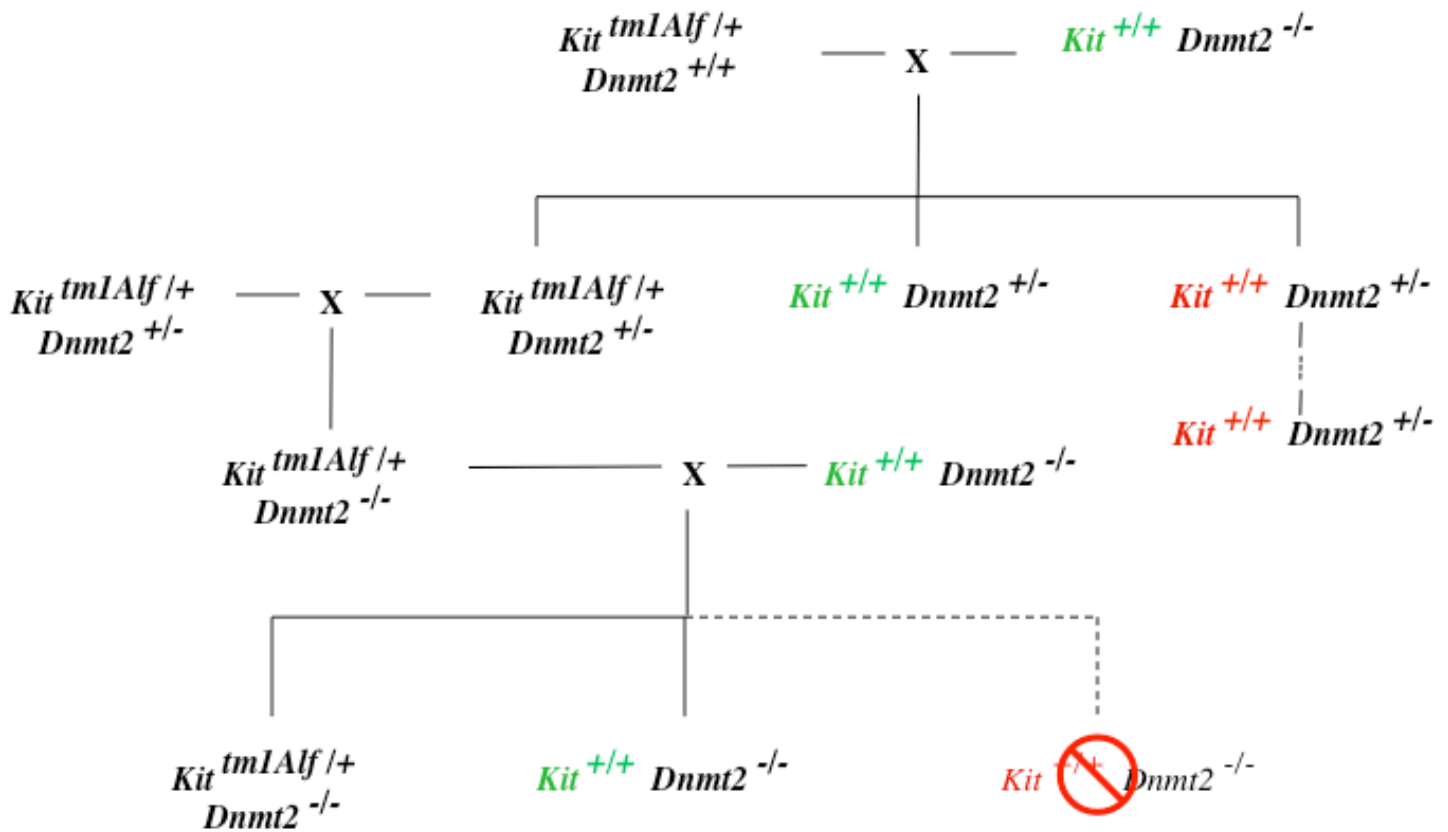 Kit tm1Alf /+
Dnmt2 +/+
X
Kit +/+ Dnmt2 -/-
Kit tm1Alf /+
Dnmt2 +/-
X
Kit tm1Alf /+
Dnmt2 +/-
Kit +/+ Dnmt2 +/-
Kit +/+ Dnmt2 +/-
Kit +/+ Dnmt2 +/-
Kit tm1Alf /+
Dnmt2 -/-
X
Kit +/+ Dnmt2 -/-
Kit tm1Alf /+
Dnmt2 -/-
Kit +/+ Dnmt2 -/-
Kit +/+ Dnmt2 -/-